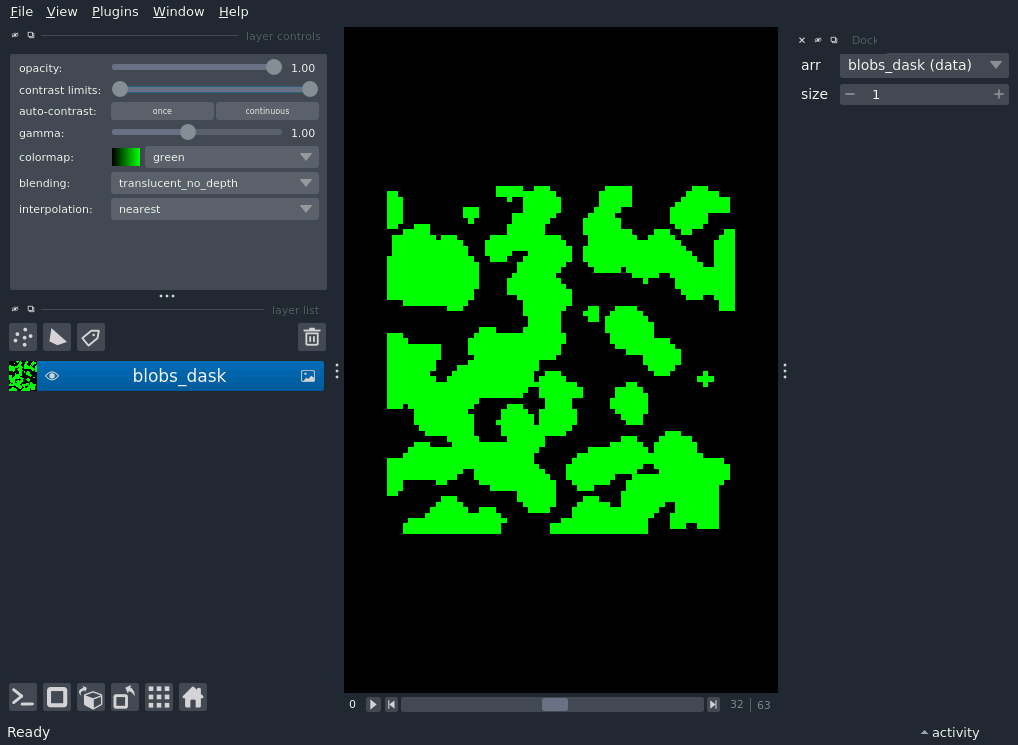 File View Plugins Window Help
layer controls
opacity: 1.00
contrast limits:
auto-contrast: once continuous
gamma: 1.00
colormap: green
blending: translucent_no_depth
interpolation: nearest
layer list
blobs_dask
Dock
arr blobs_dask (data)
size 1
0 32 63
Ready
activity